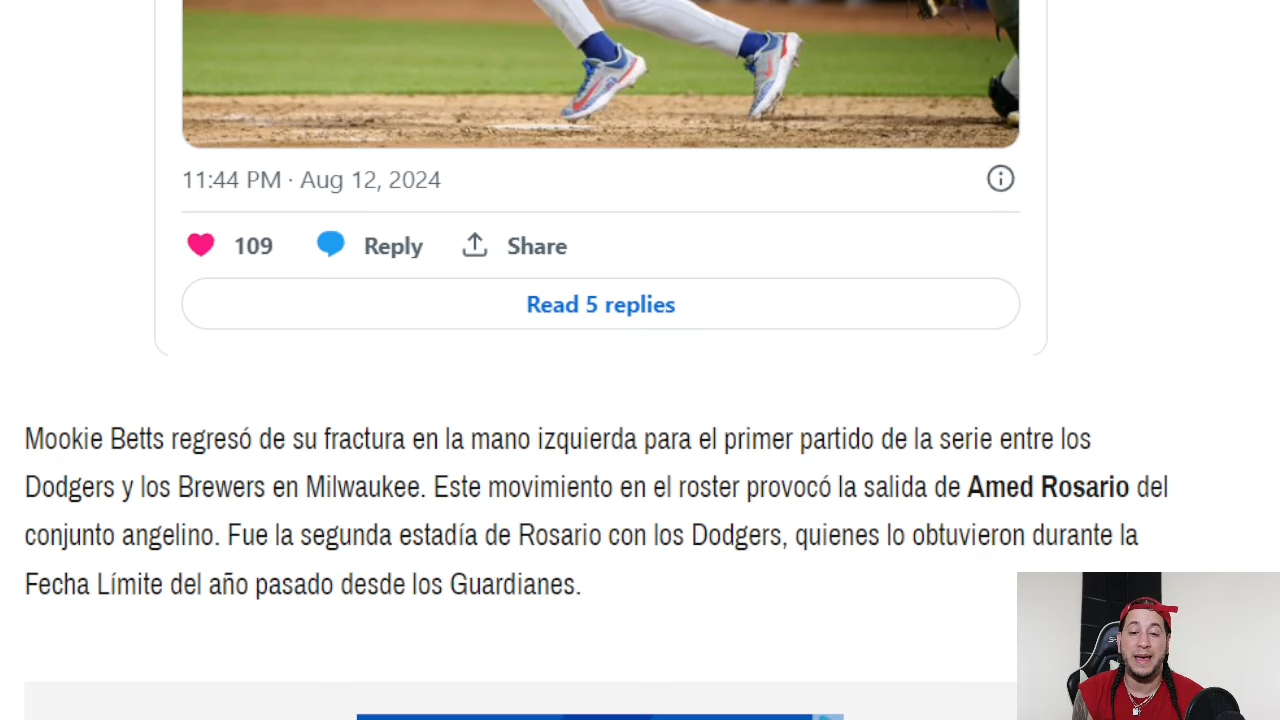 11:44 PM · Aug 12, 2024
109 Reply Share
Read 5 replies
Mookie Betts regresó de su fractura en la mano izquierda para el primer partido de la serie entre los
Dodgers y los Brewers en Milwaukee. Este movimiento en el roster provocó la salida de Amed Rosario del
conjunto angelino. Fue la segunda estadía de Rosario con los Dodgers, quienes lo obtuvieron durante la
Fecha Límite del año pasado desde los Guardianes.